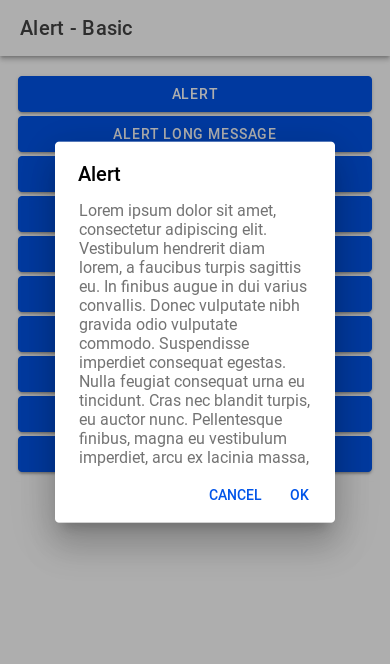 Alert - Basic
ALERT
ALERT LONG MESSAGE
Alert
Lorem ipsum dolor sit amet,
consectetur adipiscing elit.
Vestibulum hendrerit diam
lorem, a faucibus turpis sagittis
eu. In finibus augue in dui varius
convallis. Donec vulputate nibh
gravida odio vulputate
commodo. Suspendisse
imperdiet consequat egestas.
Nulla feugiat consequat urna eu
tincidunt. Cras nec blandit turpis,
eu auctor nunc. Pellentesque
finibus, magna eu vestibulum
imperdiet, arcu ex lacinia massa,
CANCEL OK